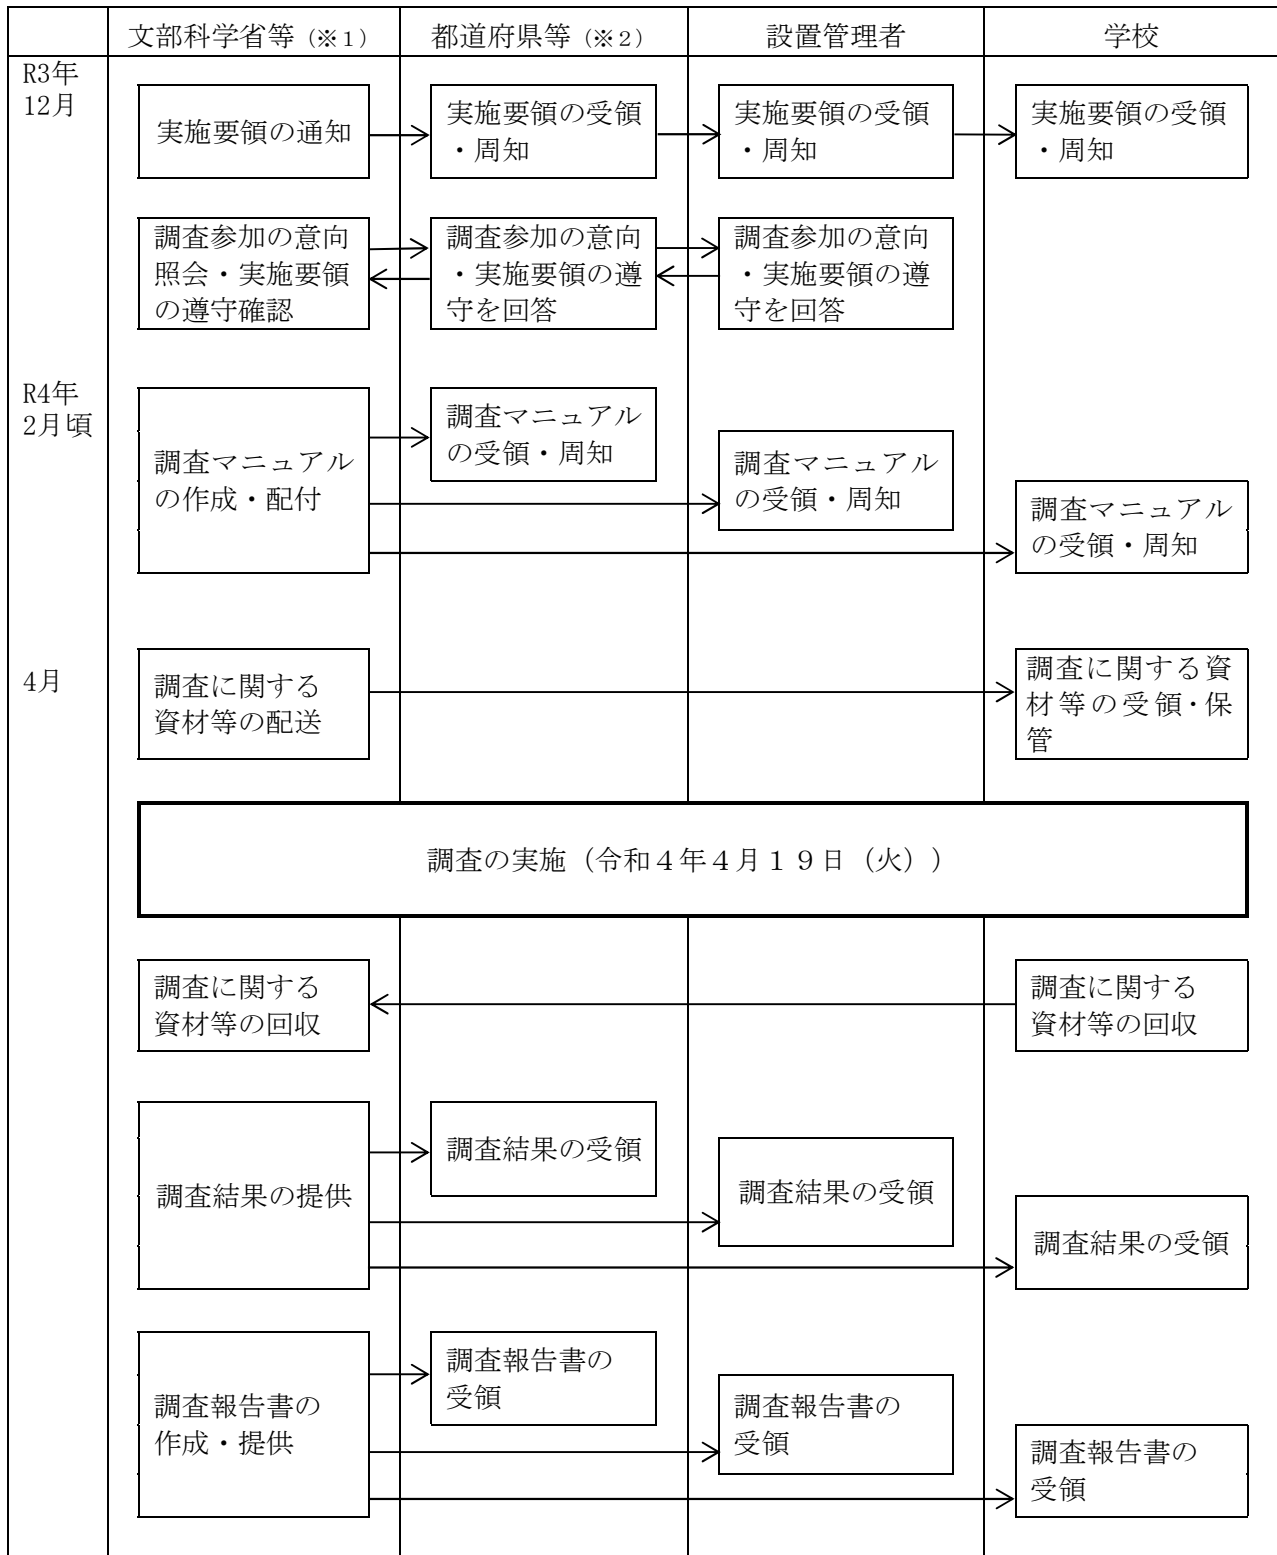 文部科学省等（※１）
都道府県等（※２）
設置管理者
学校
R3年
12月
実施要領の通知
実施要領の受領
・周知
実施要領の受領
・周知
実施要領の受領
・周知
調査参加の意向
照会・実施要領
の遵守確認
調査参加の意向
・実施要領の遵
守を回答
調査参加の意向
・実施要領の遵
守を回答
R4年
2月頃
調査マニュアル
の作成・配付
調査マニュアル
の受領・周知
調査マニュアル
の受領・周知
調査マニュアル
の受領・周知
4月
調査に関する
資材等の配送
調査に関する資
材等の受領・保
管
調査の実施（令和４年４月１９日（火））
調査に関する
資材等の回収
調査に関する
資材等の回収
調査結果の提供
調査結果の受領
調査結果の受領
調査結果の受領
調査報告書の
作成・提供
調査報告書の
受領
調査報告書の
受領
調査報告書の
受領